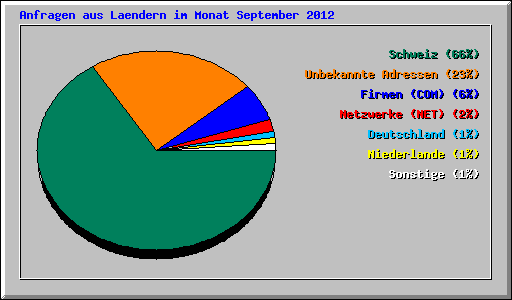 Anfragen aus Laendern im Monat September 2012
Schweiz (66%)
Unbekannte Adressen (23%)
Firmen (COM) (6%)
Netzwerke (NET) (2%)
Deutschland (1%)
Niederlande (1%)
Sonstige (1%)